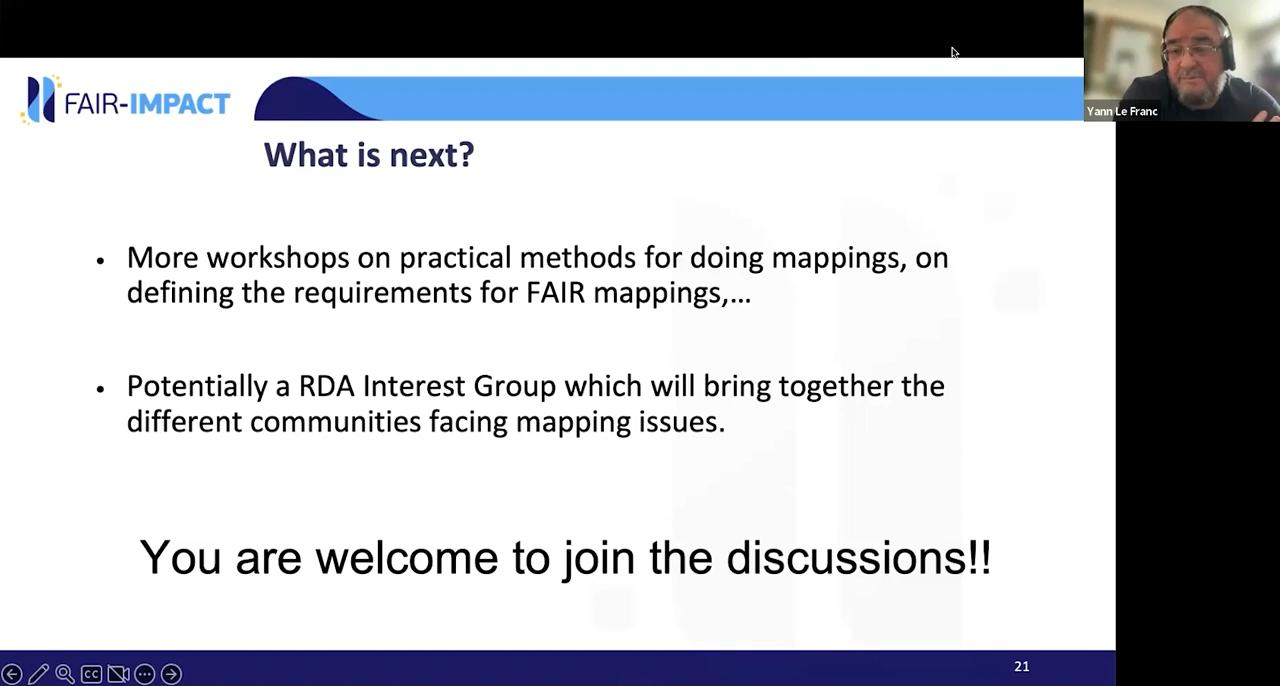 FAIR-IMPACT
Yann Le Franc
What is next?
• More workshops on practical methods for doing mappings, on
defining the requirements for FAIR mappings,...
• Potentially a RDA Interest Group which will bring together the
different communities facing mapping issues.
You are welcome to join the discussions!!
21
CC